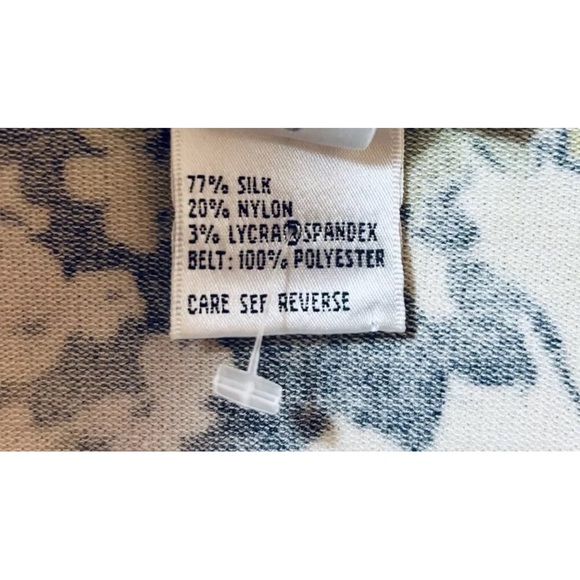 77% SILK
20% NYLON
3% LYCRA® SPANDEX
BELT: 100% POLYESTER
CARE SEE REVERSE